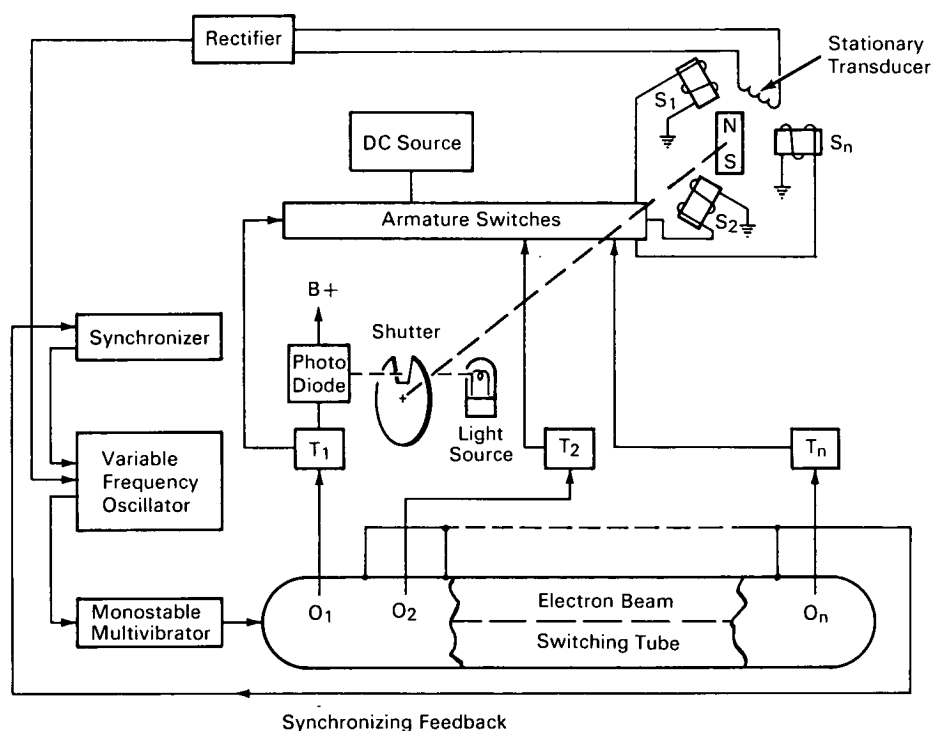 Rectifier
Stationary
Transducer
S1
N
S
Sn
DC Source
S2
Armature Switches
B+
Synchronizer
Shutter
Photo
Diode
+
Light
Source
T1
T2
Tn
Variable
Frequency
Oscillator
Monostable
Multivibrator
O1
O2
Electron Beam
Switching Tube
On
Synchronizing Feedback